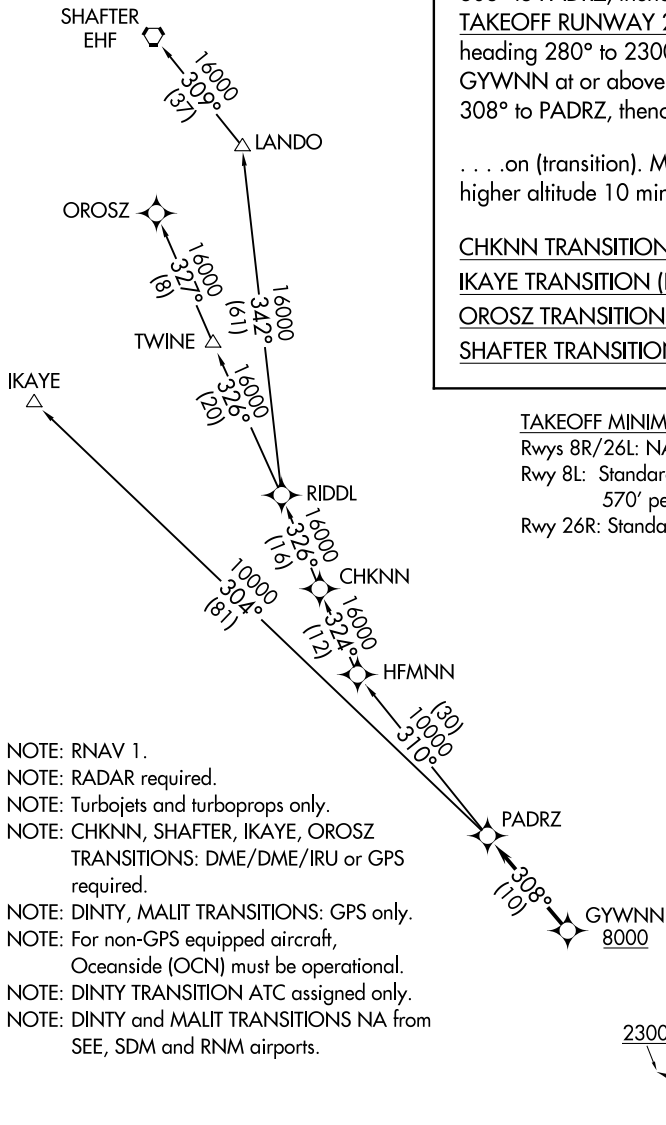 TAKEOFF RUNWAY 2
heading 280° to 2300
GYWNN at or above
308° to PADRZ, thenc
. . . .on (transition). M
higher altitude 10 min
CHKNN TRANSITION
IKAYE TRANSITION (
OROSZ TRANSITION
SHAFTER TRANSITION
TAKEOFF MINIM
Rwys 8R/26L: NA
Rwy 8L: Standar
570' pe
Rwy 26R: Standa
SHAFTER
EHF
16000
309°
(37)
LANDO
OROSZ
16000
327°
(8)
16000
342°
(61)
TWINE
16000
326°
(20)
IKAYE
RIDDL
16000
326°
(16)
CHKNN
10000
304°
(81)
16000
324°
(12)
HFMNN
(30)
10000
310°
PADRZ
308°
(10)
GYWNN
8000
2300
NOTE: RNAV 1.
NOTE: RADAR required.
NOTE: Turbojets and turboprops only.
NOTE: CHKNN, SHAFTER, IKAYE, OROSZ
TRANSITIONS: DME/DME/IRU or GPS
required.
NOTE: DINTY, MALIT TRANSITIONS: GPS only.
NOTE: For non-GPS equipped aircraft,
Oceanside (OCN) must be operational.
NOTE: DINTY TRANSITION ATC assigned only.
NOTE: DINTY and MALIT TRANSITIONS NA from
SEE, SDM and RNM airports.